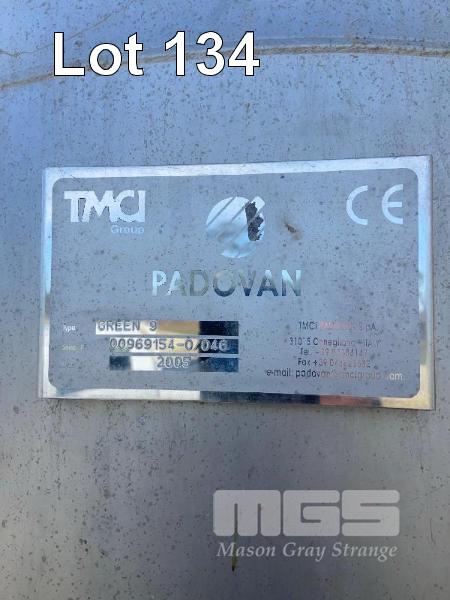 Lot 134
TMCI
Group
CE
PADOVAN
Type GREEN 9
00969154-0/046
2005
TMCI
Tel.
Fax
e-mail:
MGS
Mason Gray Strange